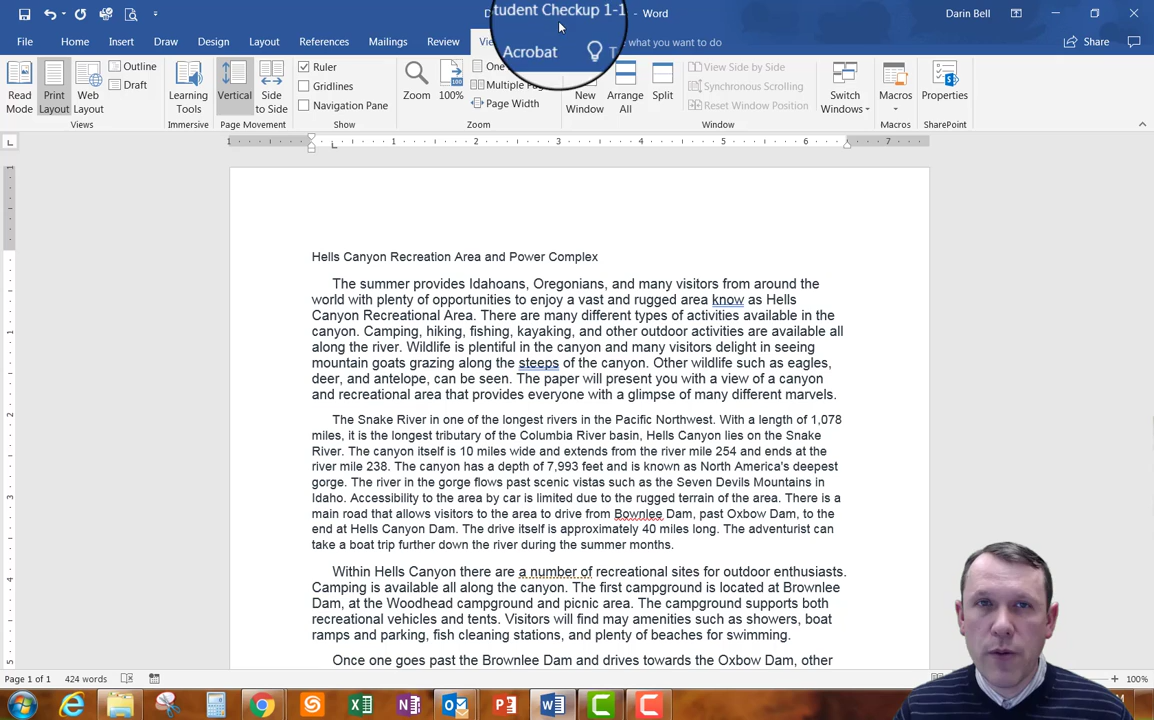 tudent Checkup 1-1
- Word
Darin Bell
File Home Insert Draw Design Layout References Mailings Review Acrobat what you want to do Share
Outline
Draft
Read Mode
Print Layout
Web Layout
Views
Learning Tools
Immersive
Vertical
Side to Side
Page Movement
Ruler
Gridlines
Navigation Pane
Show
Zoom
100%
Page Width
Zoom
New Window
Arrange All
Split
View Side by Side
Synchronous Scrolling
Reset Window Position
Window
Switch Windows
Macros
Macros
Properties
SharePoint
1 1 2 3 4 5 6 7
Hells Canyon Recreation Area and Power Complex
The summer provides Idahoans, Oregonians, and many visitors from around the
world with plenty of opportunities to enjoy a vast and rugged area know as Hells
Canyon Recreational Area. There are many different types of activities available in the
canyon. Camping, hiking, fishing, kayaking, and other outdoor activities are available all
along the river. Wildlife is plentiful in the canyon and many visitors delight in seeing
mountain goats grazing along the steeps of the canyon. Other wildlife such as eagles,
deer, and antelope, can be seen. The paper will present you with a view of a canyon
and recreational area that provides everyone with a glimpse of many different marvels.
The Snake River in one of the longest rivers in the Pacific Northwest. With a length of 1,078
miles, it is the longest tributary of the Columbia River basin, Hells Canyon lies on the Snake
River. The canyon itself is 10 miles wide and extends from the river mile 254 and ends at the
river mile 238. The canyon has a depth of 7,993 feet and is known as North America's deepest
gorge. The river in the gorge flows past scenic vistas such as the Seven Devils Mountains in
Idaho. Accessibility to the area by car is limited due to the rugged terrain of the area. There is a
main road that allows visitors to the area to drive from Bownlee Dam, past Oxbow Dam, to the
end at Hells Canyon Dam. The drive itself is approximately 40 miles long. The adventurist can
take a boat trip further down the river during the summer months.
Within Hells Canyon there are a number of recreational sites for outdoor enthusiasts.
Camping is available all along the canyon. The first campground is located at Brownlee
Dam, at the Woodhead campground and picnic area. The campground supports both
recreational vehicles and tents. Visitors will find may amenities such as showers, boat
ramps and parking, fish cleaning stations, and plenty of beaches for swimming.
Once one goes past the Brownlee Dam and drives towards the Oxbow Dam, other
Page 1 of 1 424 words 100%